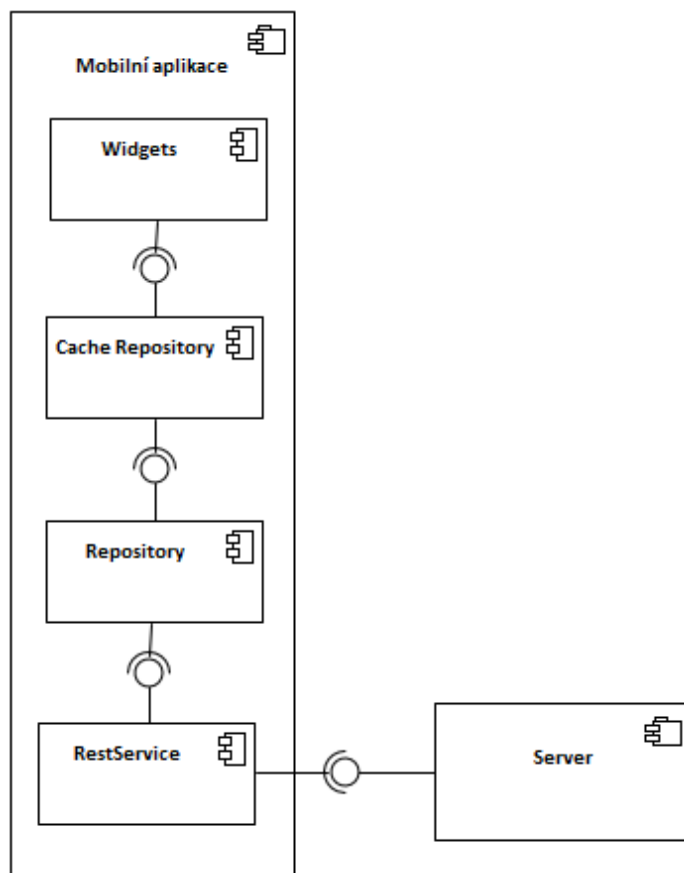 Mobilní aplikace
Widgets
Cache Repository
Repository
RestService
Server